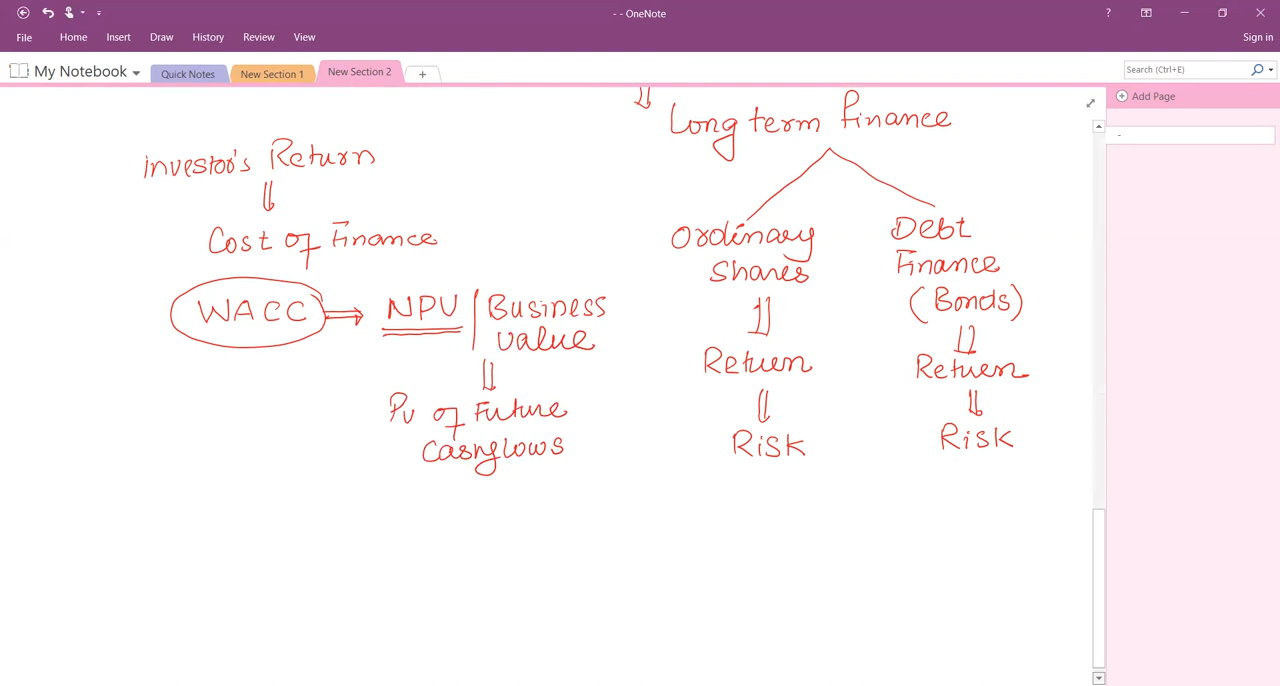 - - OneNote
?
File Home Insert Draw History Review View
Sign in
My Notebook
Quick Notes
New Section 1
New Section 2
+
Search (Ctrl+E)
Add Page
-
Long term finance
investor's Return
Cost of Finance
WACC
NPV
Business
value
Pv of Future
Cashflows
Ordinary
Shares
Return
Risk
Debt
Finance
(Bonds)
Return
Risk